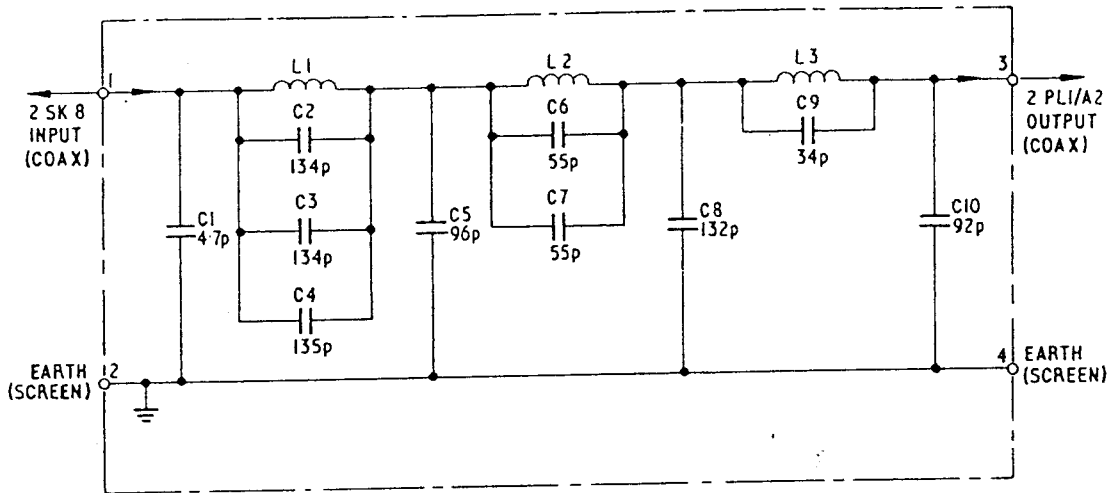 1
2 SK 8
INPUT
(COAX)
L1
C2
134p
C3
134p
C4
135p
C1
4·7p
C5
96p
L2
C6
55p
C7
55p
C8
132p
L3
C9
34p
C10
92p
3
2 PL1/A2
OUTPUT
(COAX)
EARTH
(SCREEN)
2
4
EARTH
(SCREEN)